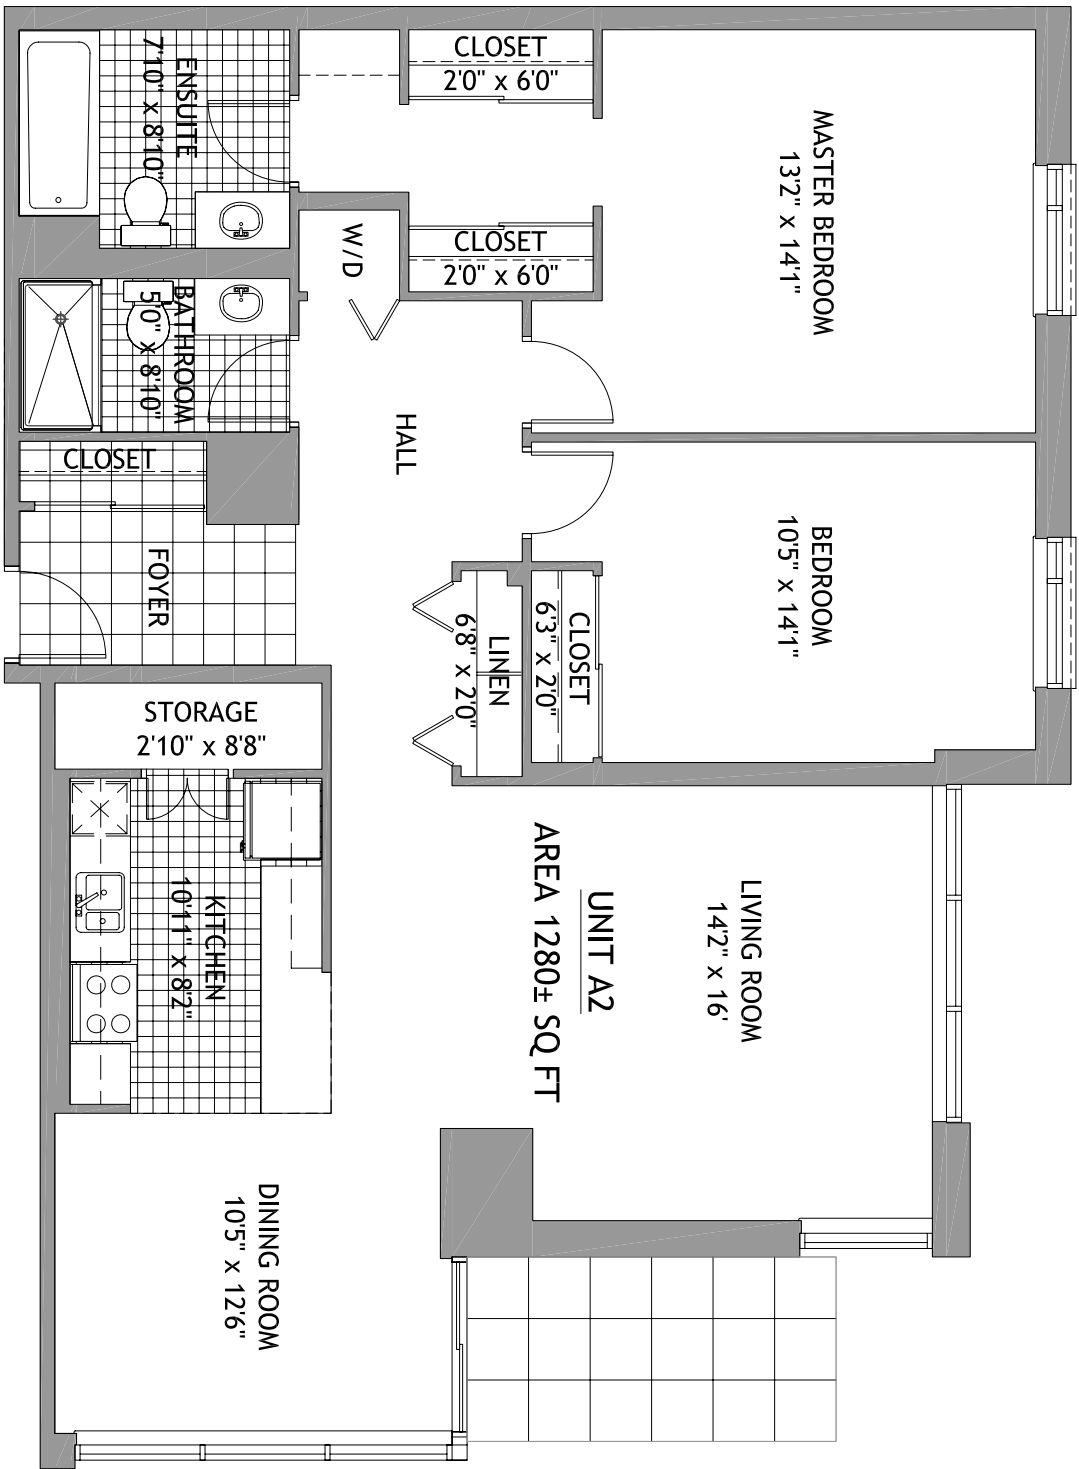 CLOSET
2'0" x 6'0"
ENSUITE
7'10" x 8'10"
MASTER BEDROOM
13'2" x 14'1"
W/D
CLOSET
2'0" x 6'0"
BATHROOM
5'0" x 8'10"
HALL
CLOSET
FOYER
BEDROOM
10'5" x 14'1"
CLOSET
6'3" x 2'0"
LINEN
6'8" x 2'0"
STORAGE
2'10" x 8'8"
KITCHEN
10'11" x 8'2"
UNIT A2
AREA 1280± SQ FT
LIVING ROOM
14'2" x 16'
DINING ROOM
10'5" x 12'6"